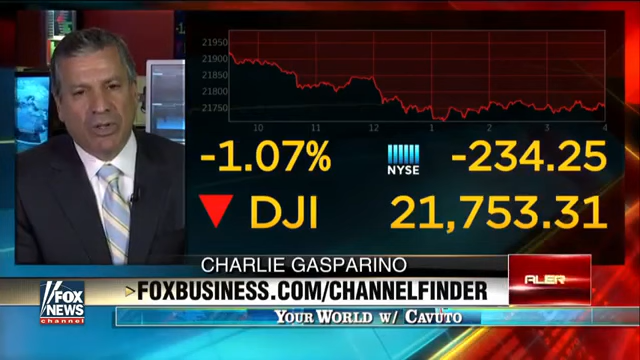 21950
21900
21850
21800
21750
10 11 12 1 2 3 4
-1.07% NYSE -234.25
DJI 21,753.31
CHARLIE GASPARINO
>FOXBUSINESS.COM/CHANNELFINDER
ALER
FOX
NEWS
channel
YOUR WORLD W/ CAVUTO